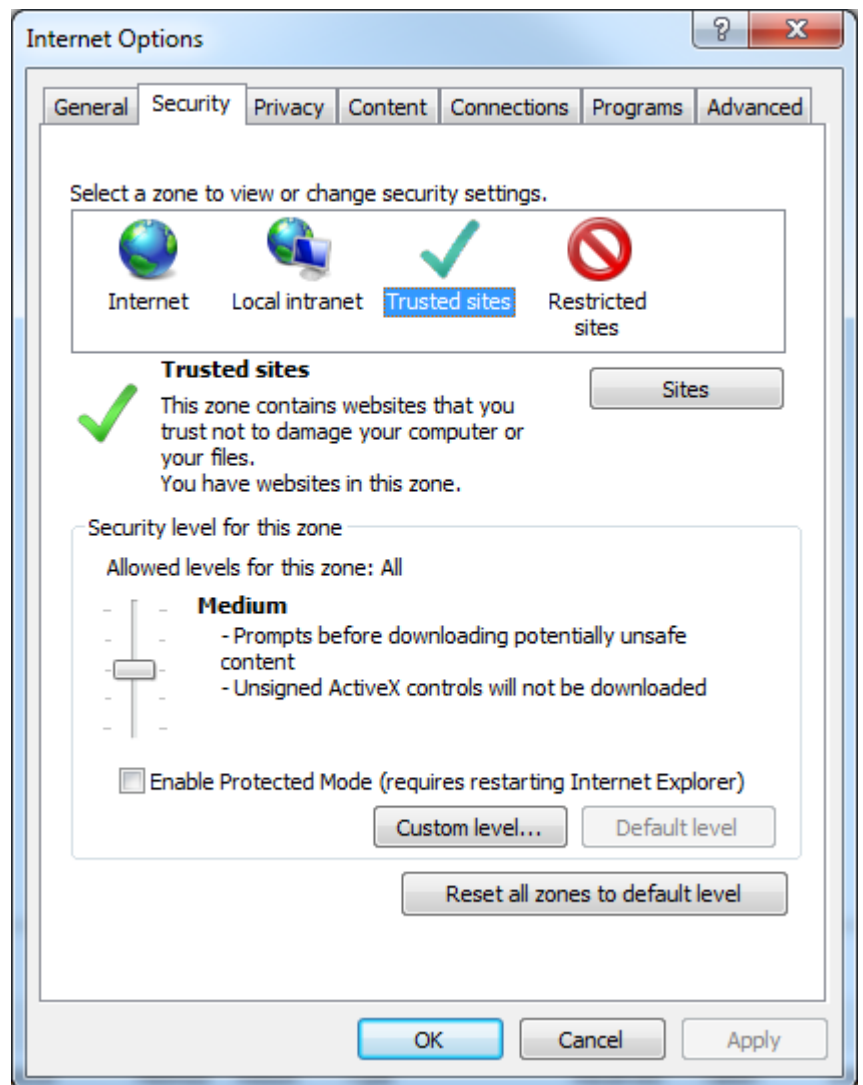 Internet Options
General Security Privacy Content Connections Programs Advanced
Select a zone to view or change security settings.
Internet Local intranet Trusted sites Restricted
sites
Trusted sites
Sites
This zone contains websites that you
trust not to damage your computer or
your files.
You have websites in this zone.
Security level for this zone
Allowed levels for this zone: All
Medium
- Prompts before downloading potentially unsafe
content
- Unsigned ActiveX controls will not be downloaded
Enable Protected Mode (requires restarting Internet Explorer)
Custom level... Default level
Reset all zones to default level
OK Cancel Apply